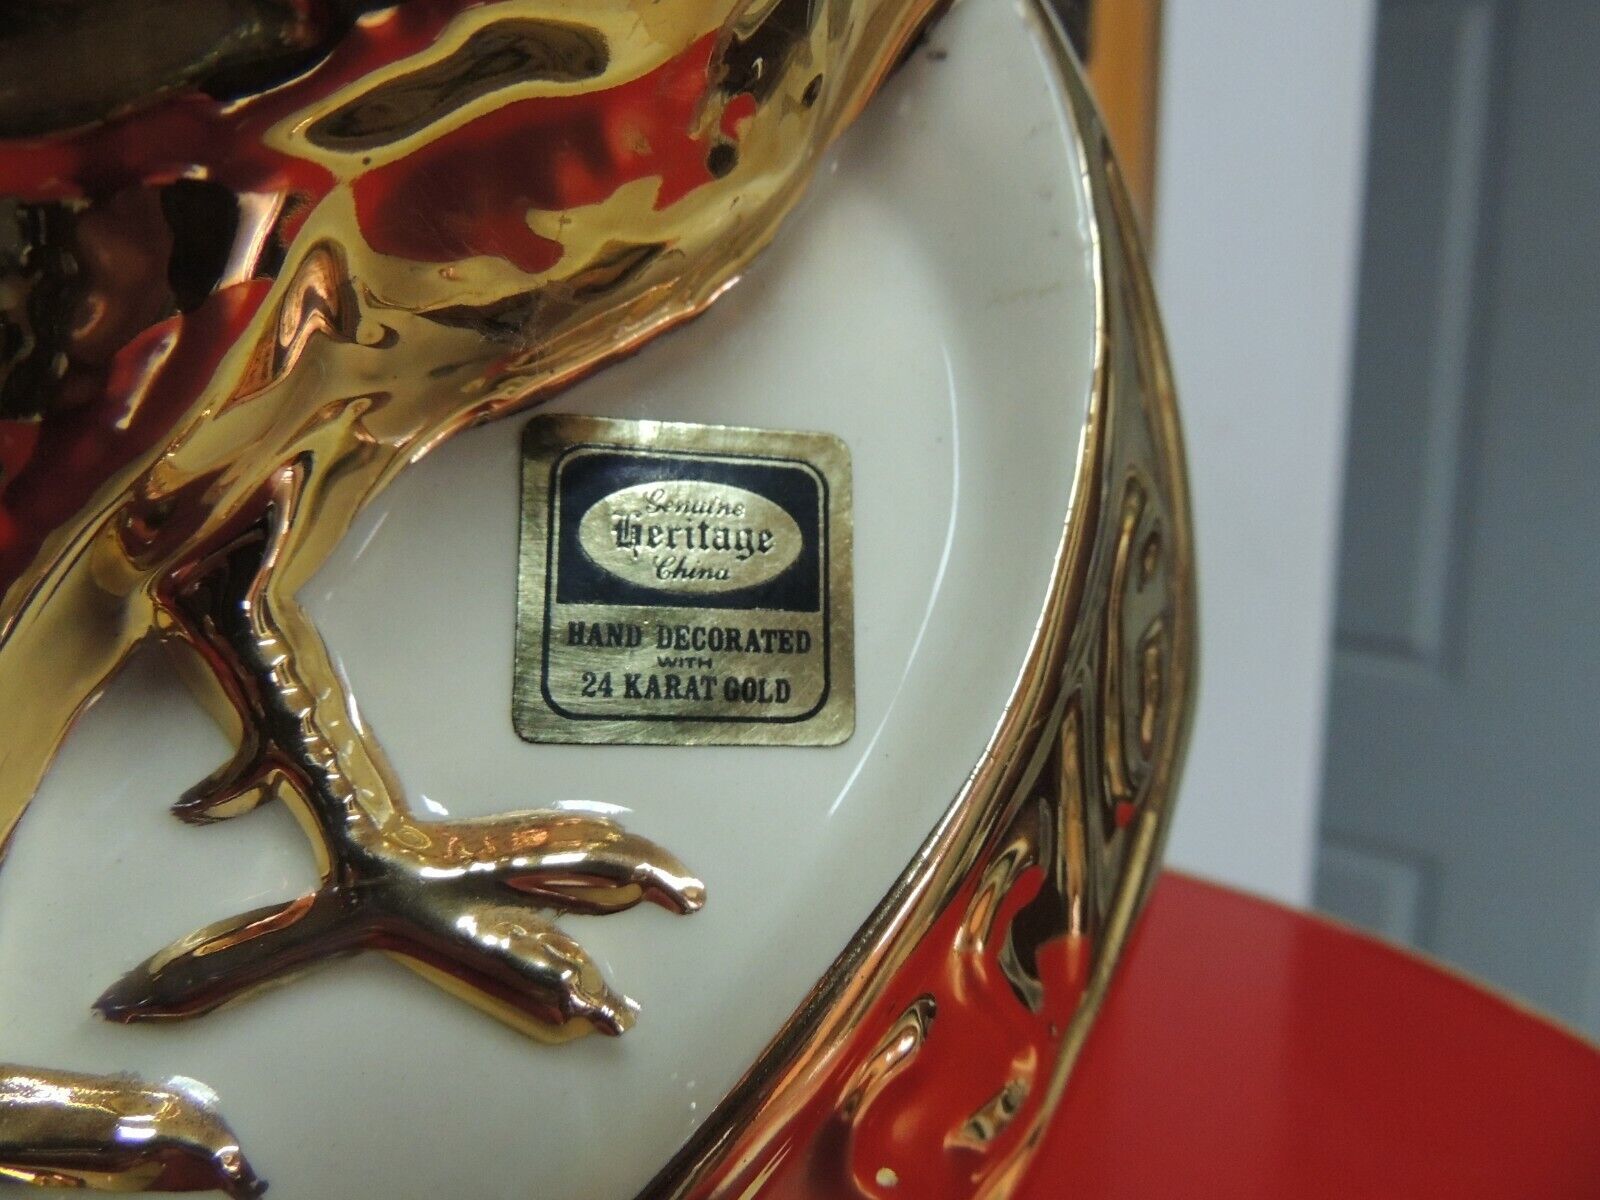 Genuine
Heritage
China
HAND DECORATED
WITH
24 KARAT GOLD